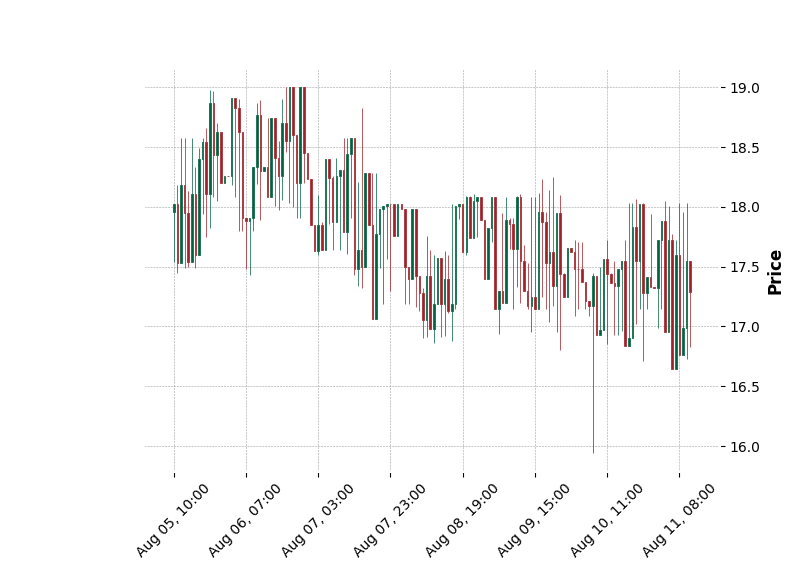 19.0
18.5
18.0
17.5
17.0
16.5
16.0
Price
Aug 05, 10:00
Aug 06, 07:00
Aug 07, 03:00
Aug 07, 23:00
Aug 08, 19:00
Aug 09, 15:00
Aug 10, 11:00
Aug 11, 08:00